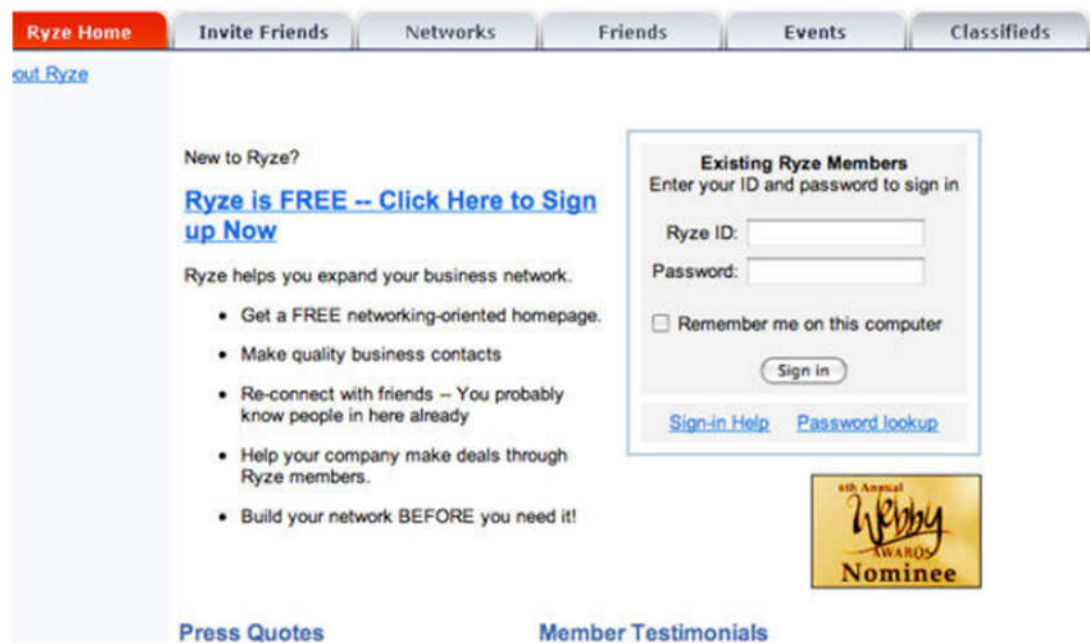 Ryze Home Invite Friends Networks Friends Events Classifieds
out Ryze
New to Ryze?
Ryze is FREE -- Click Here to Sign
up Now
Ryze helps you expand your business network.
• Get a FREE networking-oriented homepage.
• Make quality business contacts
• Re-connect with friends -- You probably
know people in here already
• Help your company make deals through
Ryze members.
• Build your network BEFORE you need it!
Existing Ryze Members
Enter your ID and password to sign in
Ryze ID:
Password:
Remember me on this computer
Sign in
Sign-in Help Password lookup
6th Annual
Webby
AWARDS
Nominee
Press Quotes Member Testimonials